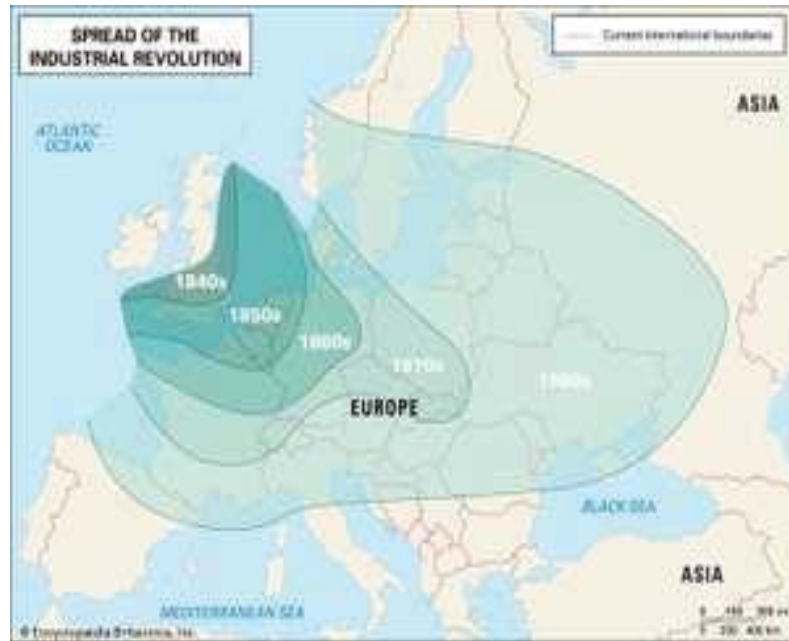 SPREAD OF THE
INDUSTRIAL REVOLUTION
Current international boundaries
ASIA
ATLANTIC
OCEAN
1840s
1850s
1860s
1870s
EUROPE
BLACK SEA
ASIA
MEDITERRANEAN SEA
© Encyclopædia Britannica, Inc.